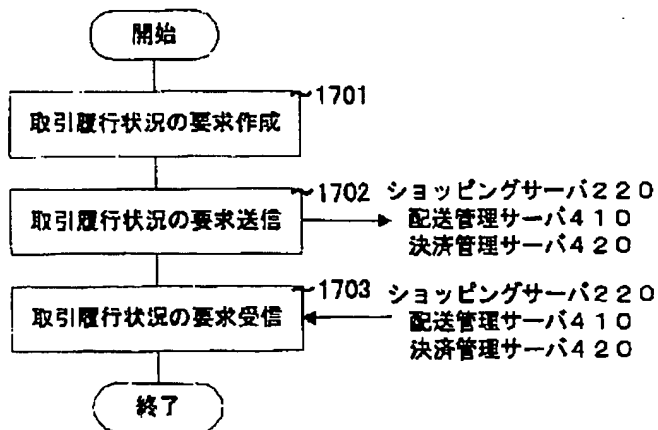 開始
1701
取引履行状況の要求作成
1702
取引履行状況の要求送信
ショッピングサーバ220
配送管理サーバ410
決済管理サーバ420
1703
取引履行状況の要求受信
ショッピングサーバ220
配送管理サーバ410
決済管理サーバ420
終了